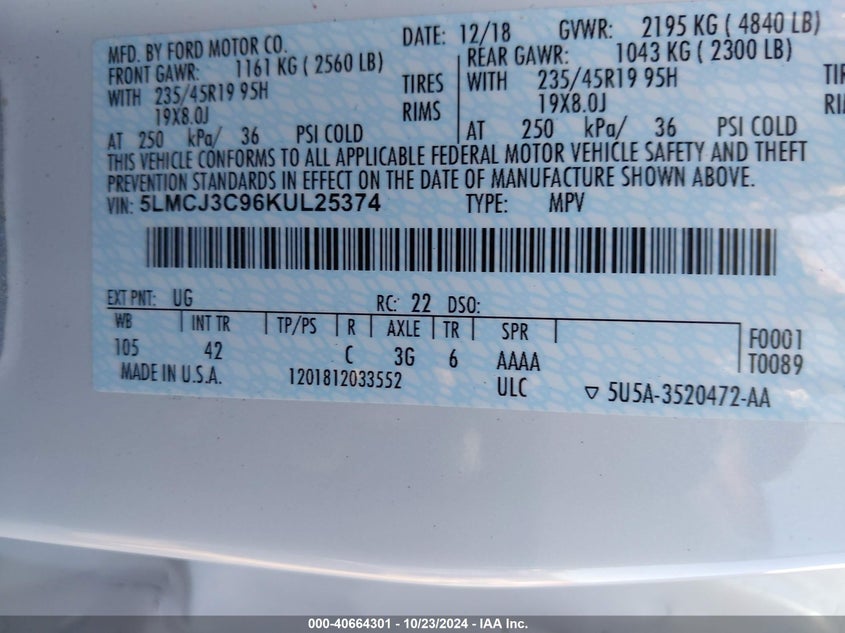 MFD. BY FORD MOTOR CO. DATE: 12/18 GVWR: 2195 KG ( 4840 LB)
FRONT GAWR: 1161 KG ( 2560 LB) REAR GAWR: 1043 KG ( 2300 LB)
WITH 235/45R19 95H TIRES WITH 235/45R19 95H
19X8.0J RIMS 19X8.0J
AT 250 kPa/ 36 PSI COLD AT 250 kPa/ 36 PSI COLD
THIS VEHICLE CONFORMS TO ALL APPLICABLE FEDERAL MOTOR VEHICLE SAFETY AND THEFT
PREVENTION STANDARDS IN EFFECT ON THE DATE OF MANUFACTURE SHOWN ABOVE.
VIN: 5LMCJ3C96KUL25374 TYPE: MPV
EXT PNT: UG RC: 22 DSO:
WB INT TR TP/PS R AXLE TR SPR F0001
105 42 C 3G 6 AAAA T0089
MADE IN U.S.A. 1201812033552 ULC ▽ 5U5A-3520472-AA
000-40664301 - 10/23/2024 - IAA Inc.